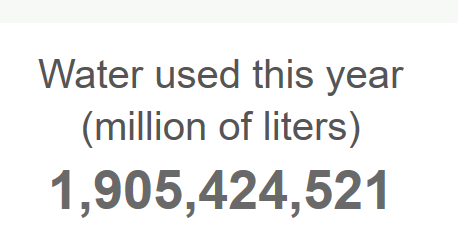 Water used this year
(million of liters)
1,905,424,521